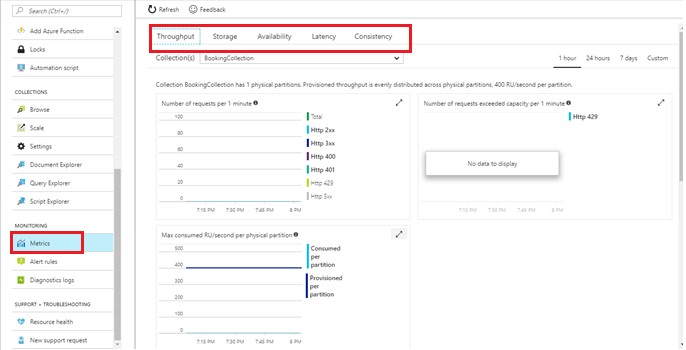 Search (Ctrl+/)
Add Azure Function
Locks
Automation script
COLLECTIONS
Browse
Scale
Settings
Document Explorer
Query Explorer
Script Explorer
MONITORING
Metrics
Alert rules
Diagnostics logs
SUPPORT + TROUBLESHOOTING
Resource health
New support request
Refresh Feedback
Throughput Storage Availability Latency Consistency
Collection(s) BookingCollection 1 hour 24 hours 7 days Custom
Collection BookingCollection has 1 physical partitions. Provisioned throughput is evenly distributed across physical partitions, 400 RU/second per partition.
Number of requests per 1 minute
100
80
60
40
20
0
7:15 PM 7:30 PM 7:45 PM 8 PM
Total
Http 2xx
Http 3xx
Http 400
Http 401
Http 429
Http 5xx
Number of requests exceeded capacity per 1 minute
Http 429
No data to display
7:15 PM 7:30 PM 7:45 PM 8 PM
Max consumed RU/second per physical partition
500
400
300
200
100
0
7:15 PM 7:30 PM 7:45 PM 8 PM
Consumed
per
partition
Provisioned
per
partition